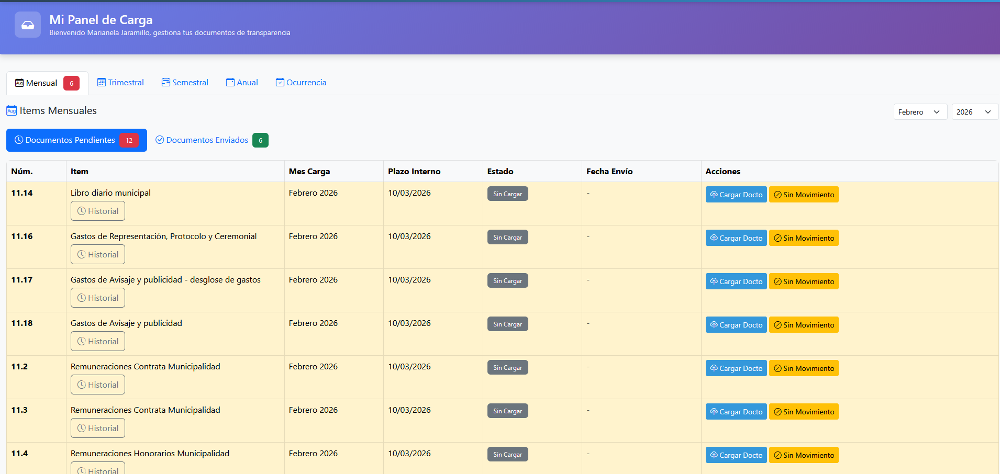 Mi Panel de Carga
Bienvenido Marianela Jaramillo, gestiona tus documentos de transparencia
Aug Mensual 6 Trimestral Semestral Anual Ocurrencia
Aug Items Mensuales Febrero 2026
Documentos Pendientes 12 Documentos Enviados 6
Núm. Item Mes Carga Plazo Interno Estado Fecha Envío Acciones
11.14 Libro diario municipal Febrero 2026 10/03/2026 Sin Cargar - Cargar Docto Sin Movimiento
Historial
11.16 Gastos de Representación, Protocolo y Ceremonial Febrero 2026 10/03/2026 Sin Cargar - Cargar Docto Sin Movimiento
Historial
11.17 Gastos de Avisaje y publicidad - desglose de gastos Febrero 2026 10/03/2026 Sin Cargar - Cargar Docto Sin Movimiento
Historial
11.18 Gastos de Avisaje y publicidad Febrero 2026 10/03/2026 Sin Cargar - Cargar Docto Sin Movimiento
Historial
11.2 Remuneraciones Contrata Municipalidad Febrero 2026 10/03/2026 Sin Cargar - Cargar Docto Sin Movimiento
Historial
11.3 Remuneraciones Contrata Municipalidad Febrero 2026 10/03/2026 Sin Cargar - Cargar Docto Sin Movimiento
Historial
11.4 Remuneraciones Honorarios Municipalidad Febrero 2026 10/03/2026 Sin Cargar - Cargar Docto Sin Movimiento
Historial